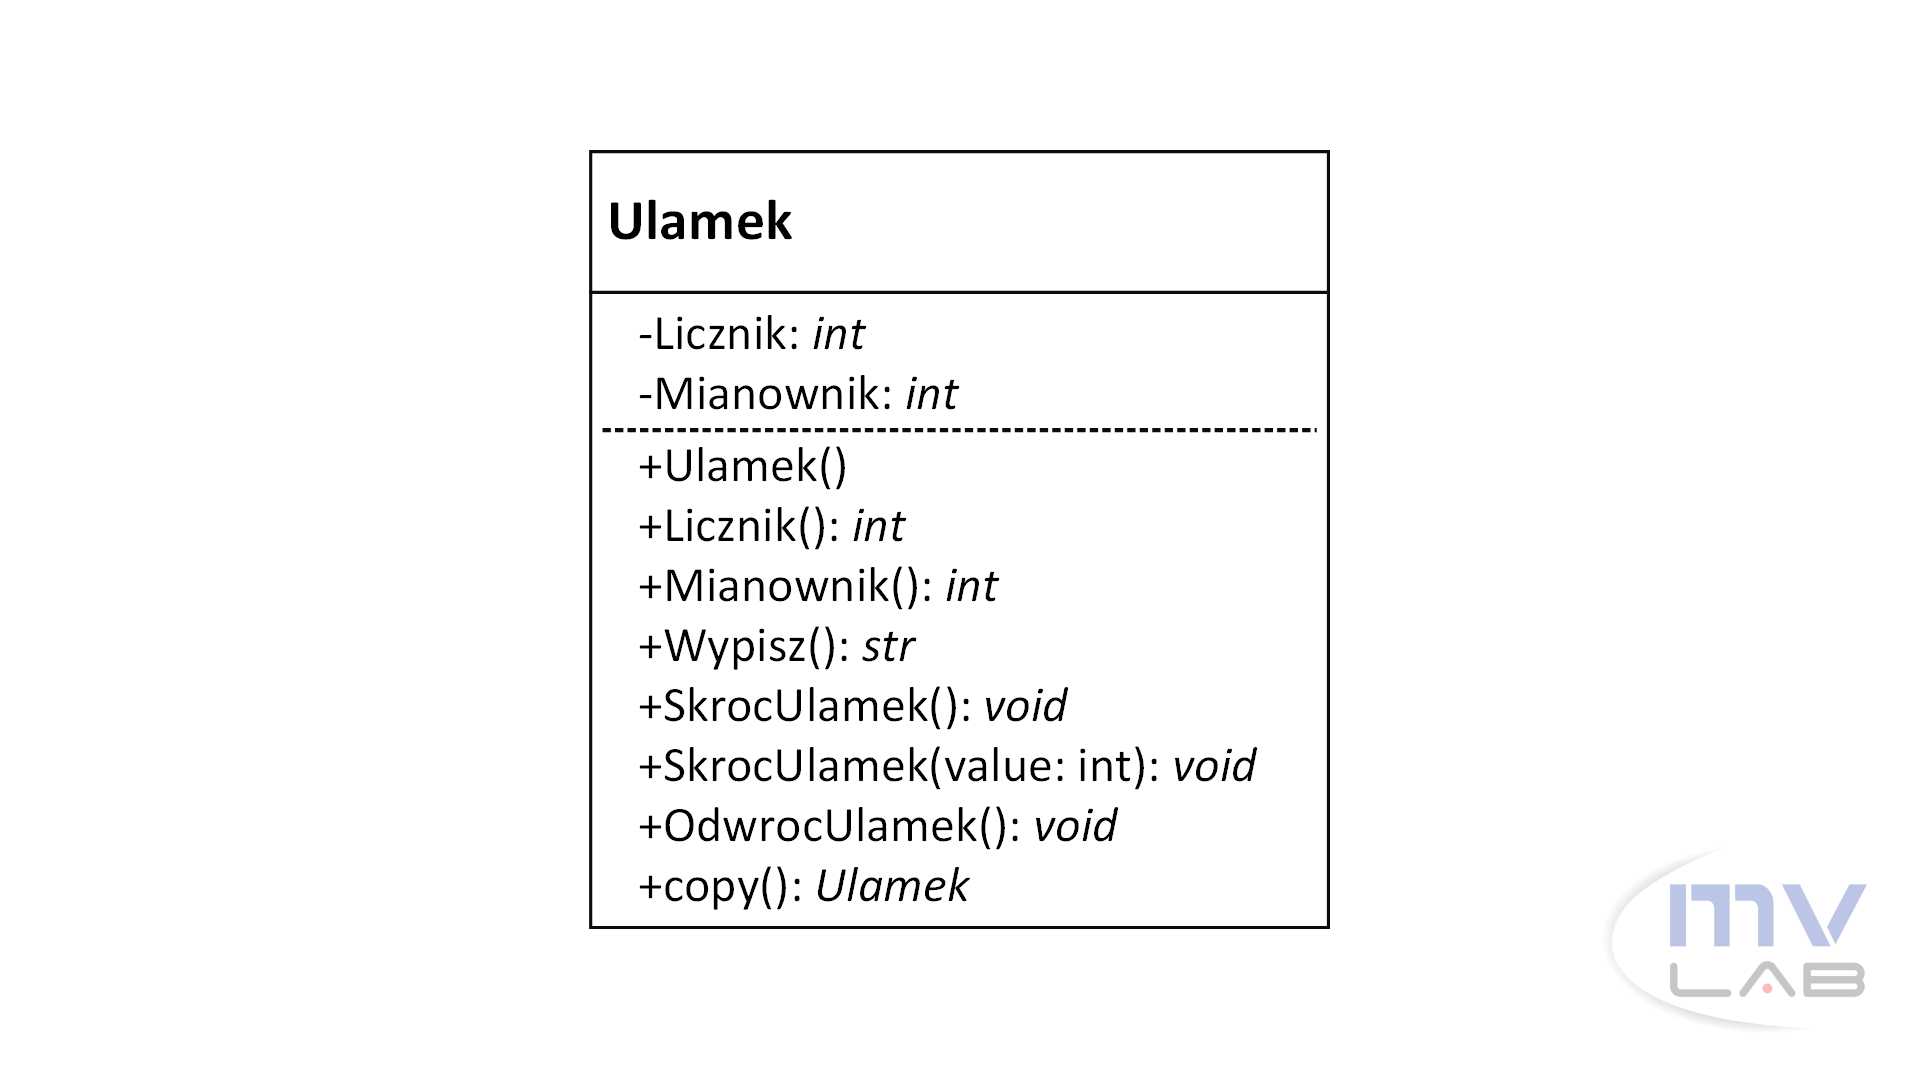 Ulamek
-Licznik: int
-Mianownik: int
+Ulamek()
+Licznik(): int
+Mianownik(): int
+Wypisz(): str
+SkrocUlamek(): void
+SkrocUlamek(value: int): void
+OdwrocUlamek(): void
+copy(): Ulamek
mv
LAB